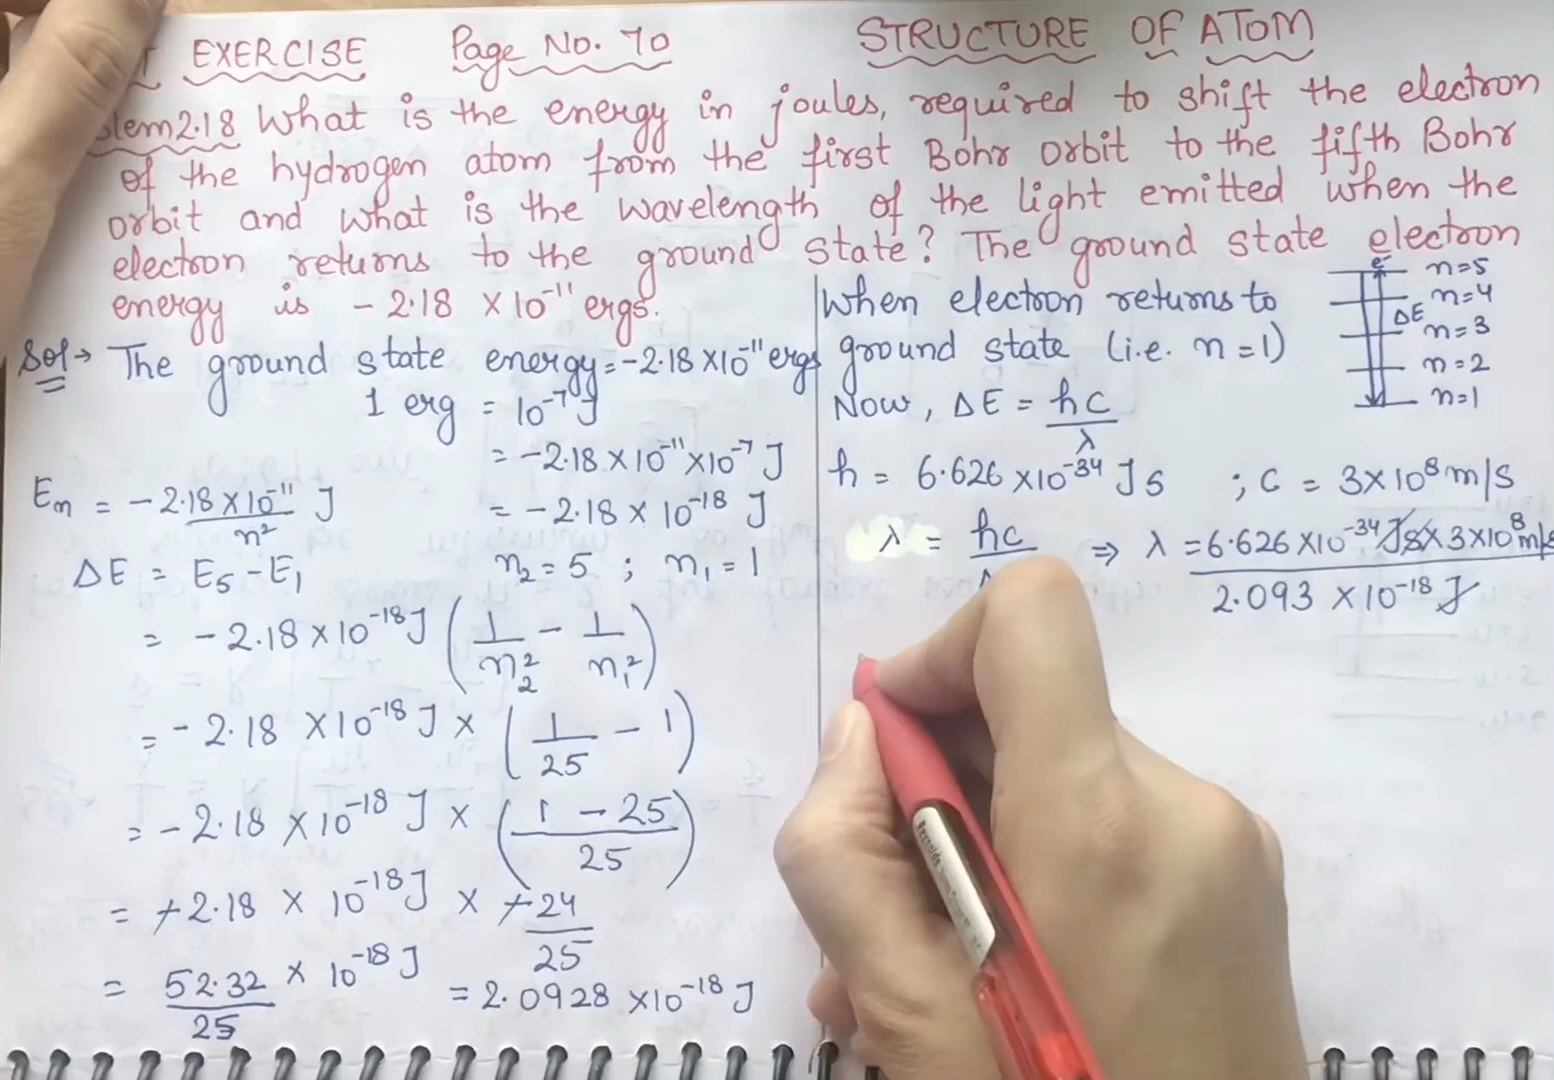 EXERCISE Page No. 70 STRUCTURE OF ATOM
lem 2.18 What is the energy in joules, required to shift the electron
of the hydrogen atom from the first Bohr orbit to the fifth Bohr
orbit and what is the wavelength of the light emitted when the
electron returns to the ground state? The ground state electron
energy is -2.18 ×10⁻¹¹ ergs.
Sol→ The ground state energy = -2.18 ×10⁻¹¹ ergs
1 erg = 10⁻⁷ J
= -2.18 × 10⁻¹¹ × 10⁻⁷ J
Eₙ = -2.18 × 10⁻¹¹/n² J = -2.18 × 10⁻¹⁸ J
ΔE = E₅ - E₁ n₂ = 5 ; n₁ = 1
= -2.18 × 10⁻¹⁸ J (1/n₂² - 1/n₁²)
= -2.18 × 10⁻¹⁸ J × (1/25 - 1)
= -2.18 × 10⁻¹⁸ J × (1 - 25/25)
= -2.18 × 10⁻¹⁸ J × -24/25
= 52.32/25 × 10⁻¹⁸ J = 2.0928 × 10⁻¹⁸ J
When electron returns to
ground state (i.e. n = 1)
Now, ΔE = hc/λ
h = 6.626 × 10⁻³⁴ Js ; c = 3 × 10⁸ m/s
λ = hc ⇒ λ = 6.626 × 10⁻³⁴ Js × 3 × 10⁸ m/s
2.093 × 10⁻¹⁸ J
e⁻ n=5
n=4
ΔE n=3
n=2
n=1